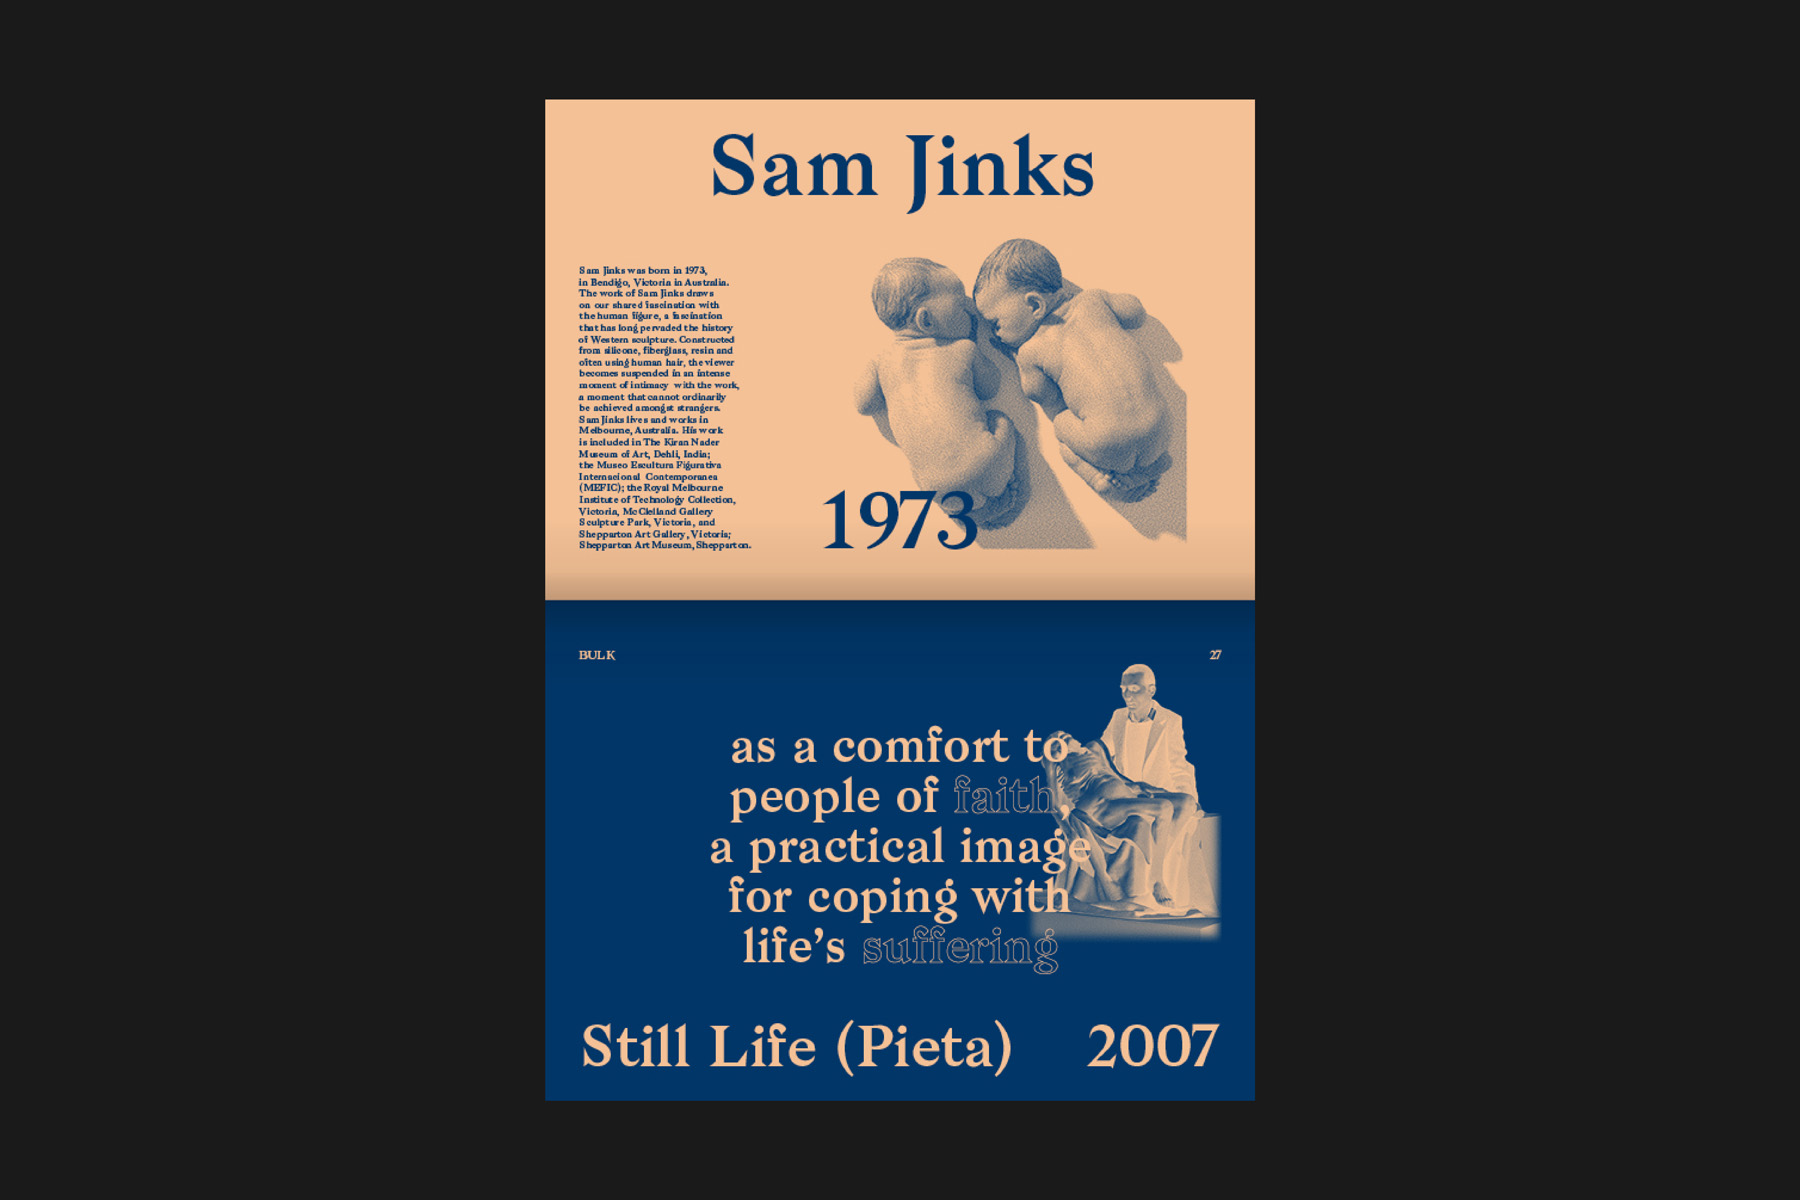 Sam Jinks
Sam Jinks was born in 1973,
in Bendigo, Victoria in Australia.
The work of Sam Jinks draws
on our shared fascination with
the human figure, a fascination
that has long pervaded the history
of Western sculpture. Constructed
from silicone, fiberglass, resin and
often using human hair, the viewer
becomes suspended in an intense
moment of intimacy with the work,
a moment that cannot ordinarily
be achieved amongst strangers.
Sam Jinks lives and works in
Melbourne, Australia. His work
is included in The Kiran Nader
Museum of Art, Dehli, India;
the Museo Escultura Figurativa
Internacional Contemporanea
(MEFIC); the Royal Melbourne
Institute of Technology Collection,
Victoria, McClelland Gallery
Sculpture Park, Victoria, and
Shepparton Art Gallery, Victoria;
Shepparton Art Museum, Shepparton.
1973
BULK
27
as a comfort to
people of faith,
a practical image
for coping with
life’s suffering
Still Life (Pieta)
2007